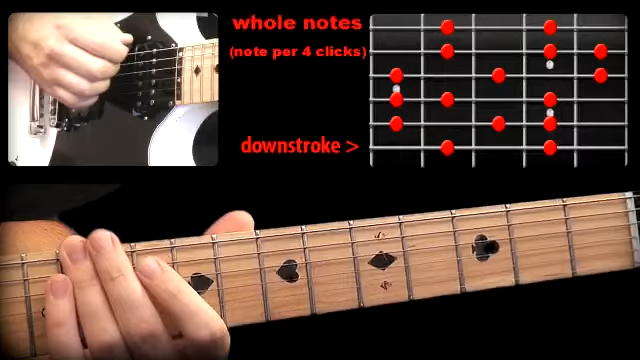 whole notes
(note per 4 clicks)
downstroke >